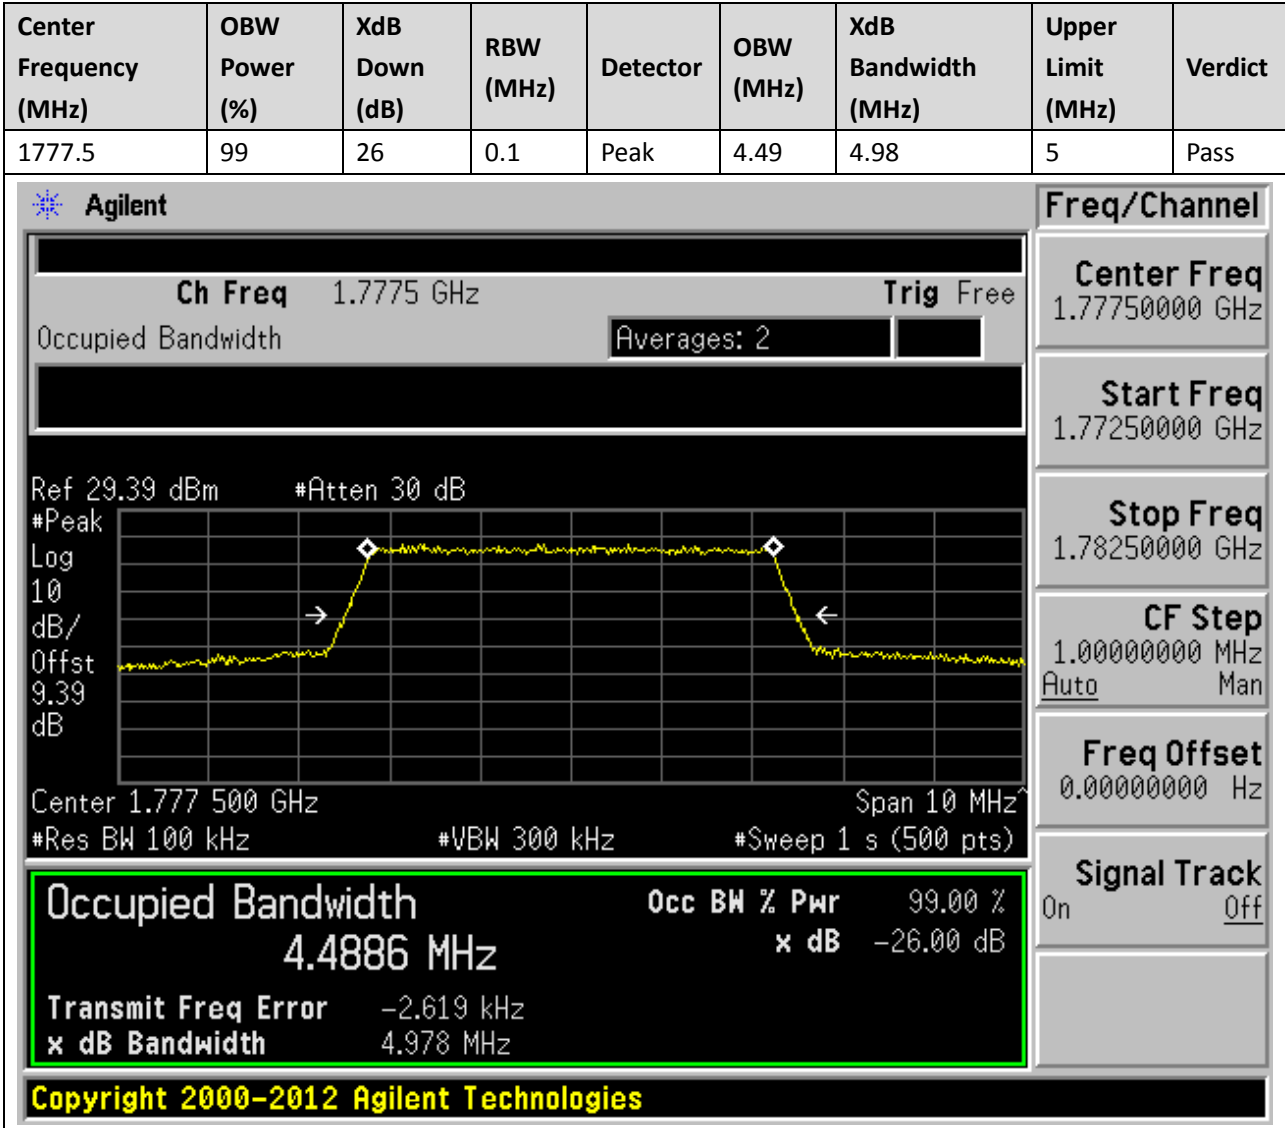 Center Frequency (MHz) OBW Power (%) XdB Down (dB) RBW (MHz) Detector OBW (MHz) XdB Bandwidth (MHz) Upper Limit (MHz) Verdict
1777.5 99 26 0.1 Peak 4.49 4.98 5 Pass
Agilent
Freq/Channel
Ch Freq 1.7775 GHz Trig Free
Occupied Bandwidth Averages: 2
Center Freq
1.77750000 GHz
Start Freq
1.77250000 GHz
Stop Freq
1.78250000 GHz
CF Step
1.00000000 MHz
Auto Man
Freq Offset
0.00000000 Hz
Signal Track
On Off
Ref 29.39 dBm #Atten 30 dB
#Peak
Log
10
dB/
Offst
9.39
dB
Center 1.777 500 GHz Span 10 MHz^
#Res BW 100 kHz #VBW 300 kHz #Sweep 1 s (500 pts)
Occupied Bandwidth Occ BW % Pwr 99.00 %
4.4886 MHz x dB -26.00 dB
Transmit Freq Error -2.619 kHz
x dB Bandwidth 4.978 MHz
Copyright 2000-2012 Agilent Technologies